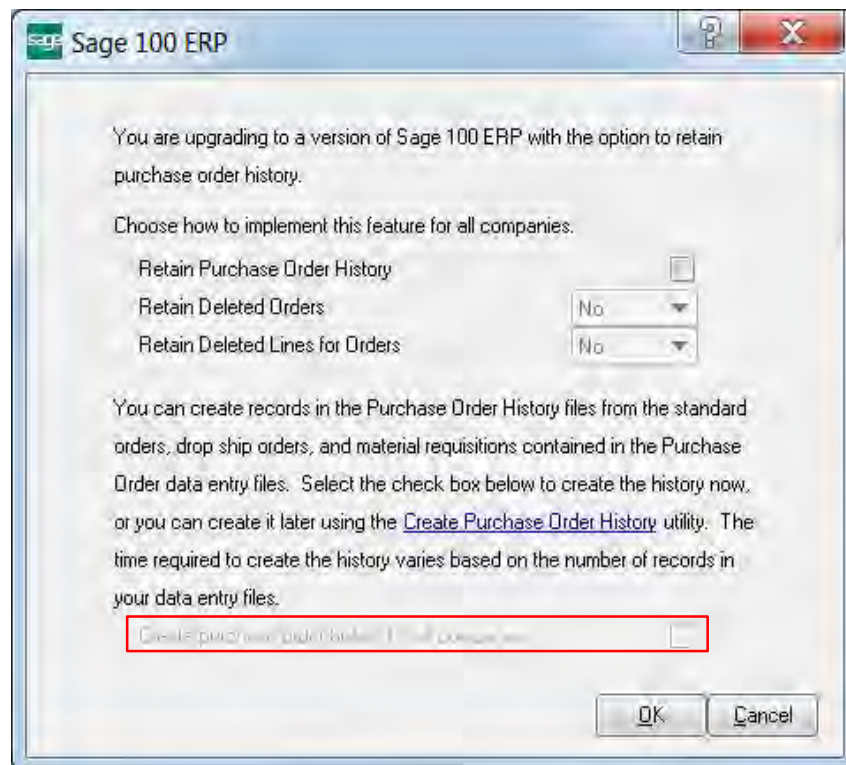 sage Sage 100 ERP
You are upgrading to a version of Sage 100 ERP with the option to retain
purchase order history.
Choose how to implement this feature for all companies.
Retain Purchase Order History
Retain Deleted Orders No
Retain Deleted Lines for Orders No
You can create records in the Purchase Order History files from the standard
orders, drop ship orders, and material requisitions contained in the Purchase
Order data entry files. Select the check box below to create the history now,
or you can create it later using the Create Purchase Order History utility. The
time required to create the history varies based on the number of records in
your data entry files.
Create purchase order
OK Cancel